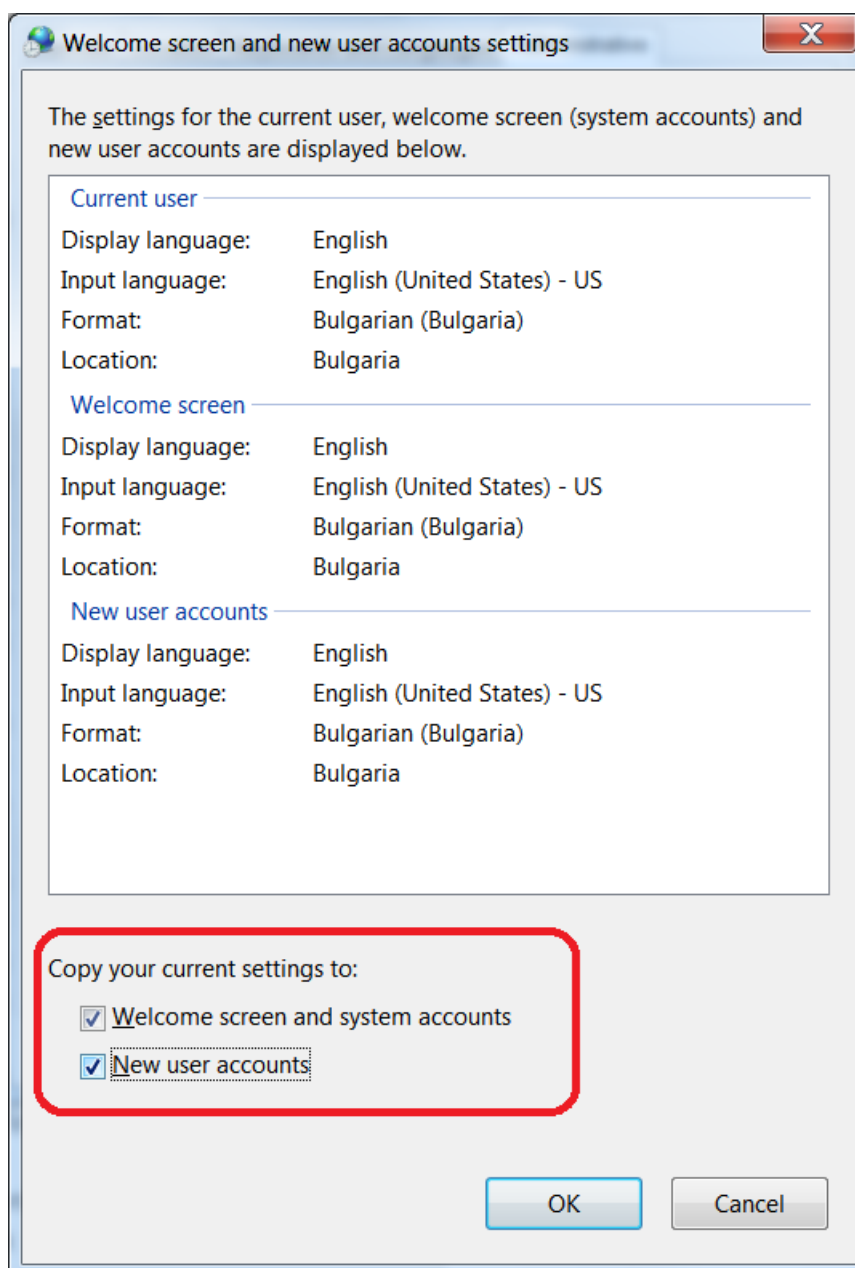 Welcome screen and new user accounts settings
The settings for the current user, welcome screen (system accounts) and
new user accounts are displayed below.
Current user
Display language: English
Input language: English (United States) - US
Format: Bulgarian (Bulgaria)
Location: Bulgaria
Welcome screen
Display language: English
Input language: English (United States) - US
Format: Bulgarian (Bulgaria)
Location: Bulgaria
New user accounts
Display language: English
Input language: English (United States) - US
Format: Bulgarian (Bulgaria)
Location: Bulgaria
Copy your current settings to:
Welcome screen and system accounts
New user accounts
OK Cancel